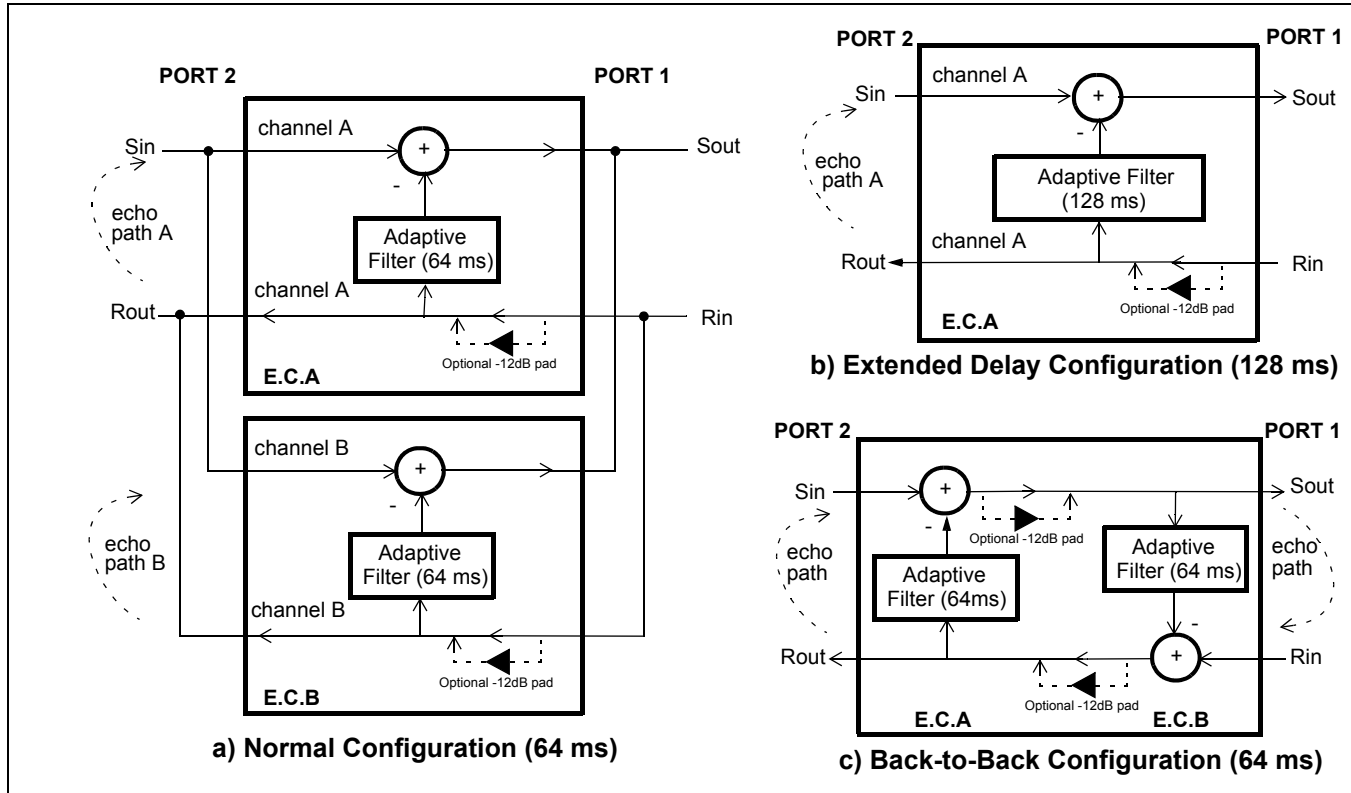 PORT 2
PORT 1
channel A
Sin
+
Sout
-
echo
path A
Adaptive
Filter (64 ms)
channel A
Rout
Rin
Optional -12dB pad
E.C.A
channel B
+
-
echo
path B
Adaptive
Filter (64 ms)
channel B
Optional -12dB pad
E.C.B
a) Normal Configuration (64 ms)
PORT 2
PORT 1
channel A
Sin
+
Sout
-
echo
path A
Adaptive Filter
(128 ms)
channel A
Rout
Rin
Optional -12dB pad
E.C.A
b) Extended Delay Configuration (128 ms)
PORT 2
PORT 1
Sin
+
Sout
-
Optional -12dB pad
echo
path
Adaptive
Filter (64ms)
Adaptive
Filter (64 ms)
echo
path
-
Rout
+
Rin
Optional -12dB pad
E.C.A
E.C.B
c) Back-to-Back Configuration (64 ms)